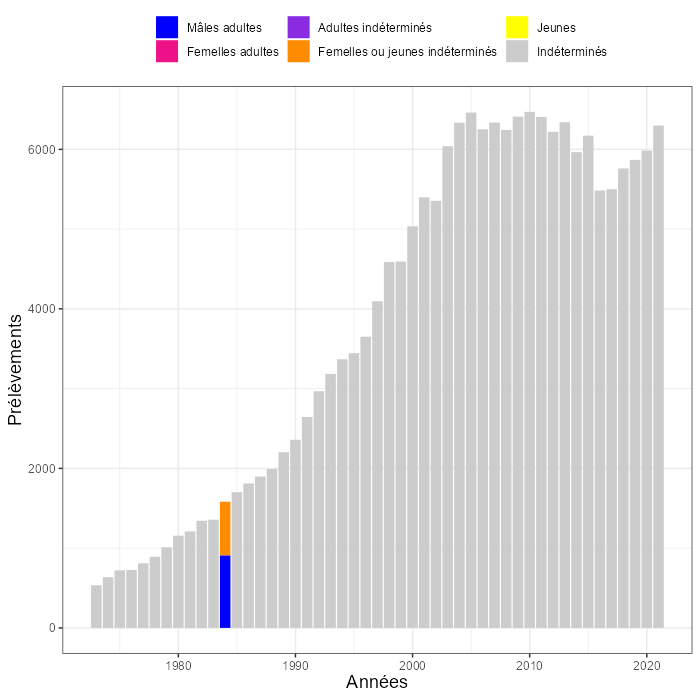 Mâles adultes
Adultes indéterminés
Jeunes
Femelles adultes
Femelles ou jeunes indéterminés
Indéterminés
Prélèvements
6000
4000
2000
0
1980 1990 2000 2010 2020
Années